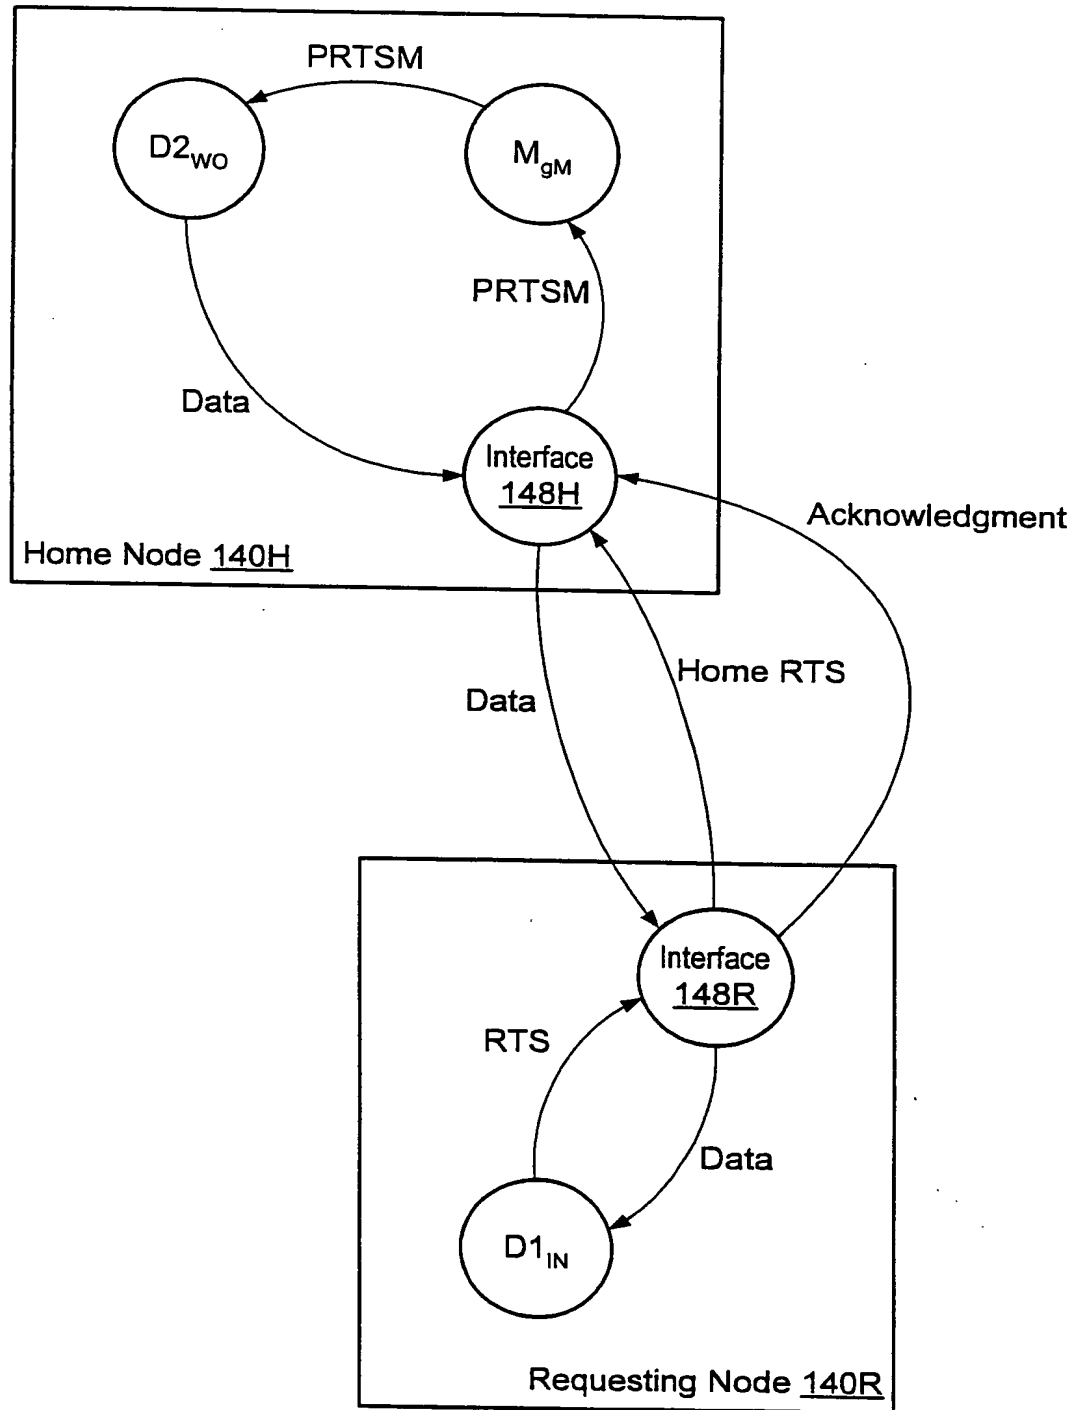 PRTSM
D2WO
MgM
PRTSM
Data
Interface
148H
Acknowledgment
Home Node 140H
Home RTS
Data
Interface
148R
RTS
Data
D1IN
Requesting Node 140R